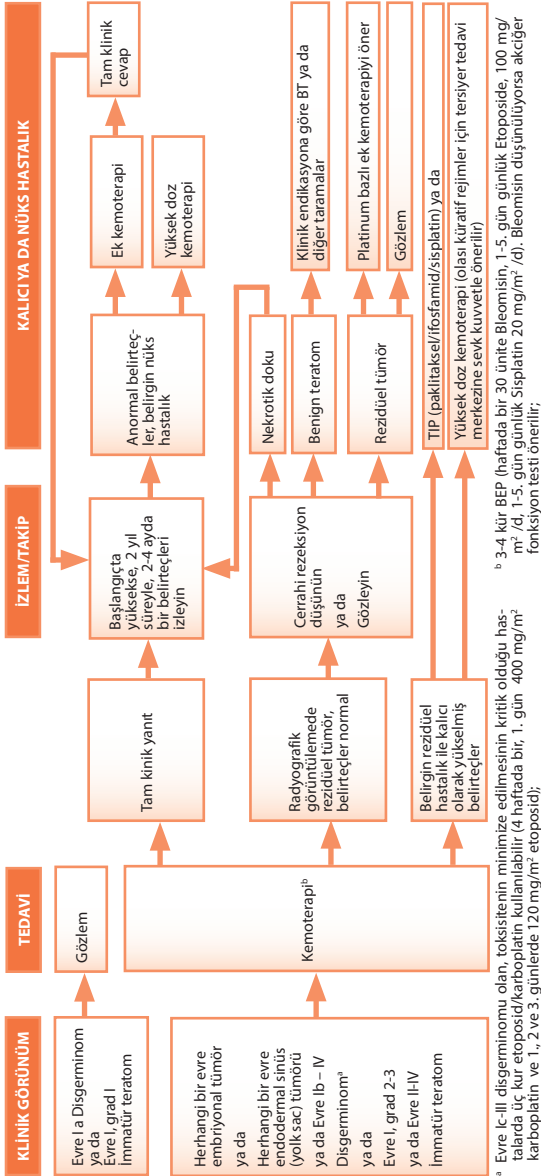 KLİNİK GÖRÜNÜM
TEDAVİ
İZLEM/TAKİP
KALICI YA DA NÜKS HASTALIK
Evre I a Disgerminom
ya da
Evre I, grad I
Immatür teratom
Gözlem
Herhangi bir evre
embriyonal tümör
ya da
Herhangi bir evre
endodermal sinüs
(yolk sac) tümörü
ya da Evre Ib – IV
Disgerminomᵃ
ya da
Evre I, grad 2-3
ya da Evre II-IV
Immatür teratom
Kemoterapiᵇ
Tam kinik yanıt
Radyografik
görüntülemede
rezidüel tümör,
belirteçler normal
Belirgin rezidüel
hastalık ile kalıcı
olarak yükselmiş
belirteçler
Başlangıçta
yüksekse, 2 yıl
süreyle, 2-4 ayda
bir belirteçleri
izleyin
Cerrahi rezeksiyon
düşünün
ya da
Gözleyin
Anormal belirteç-
ler, belirgin nüks
hastalık
Ek kemoterapi
Yüksek doz
kemoterapi
Tam klinik
cevap
Nekrotik doku
Benign teratom
Rezidüel tümör
Klinik endikasyona göre BT ya da
diğer taramalar
Platinum bazlı ek kemoterapiyi öner
Gözlem
TIP (paklitaksel/ifosfamid/sisplatin) ya da
Yüksek doz kemoterapi (olası küratif rejimler için tersiyer tedavi
merkezine sevk kuvvetle önerilir)
ᵃ Evre Ic-III disgerminomu olan, toksisitenin minimize edilmesinin kritik olduğu has-
talarda üç kur etoposid/karboplatin kullanılabilir (4 haftada bir, 1. gün 400 mg/m²
karboplatin ve 1., 2 ve 3. günlerde 120 mg/m² etoposid);
ᵇ 3-4 kür BEP (haftada bir 30 ünite Bleomisin, 1-5. gün günlük Etoposide, 100 mg/
m² /d, 1-5. gün günlük Sisplatin 20 mg/m² /d). Bleomisin düşünülüyorsa akciğer
fonksiyon testi önerilir;